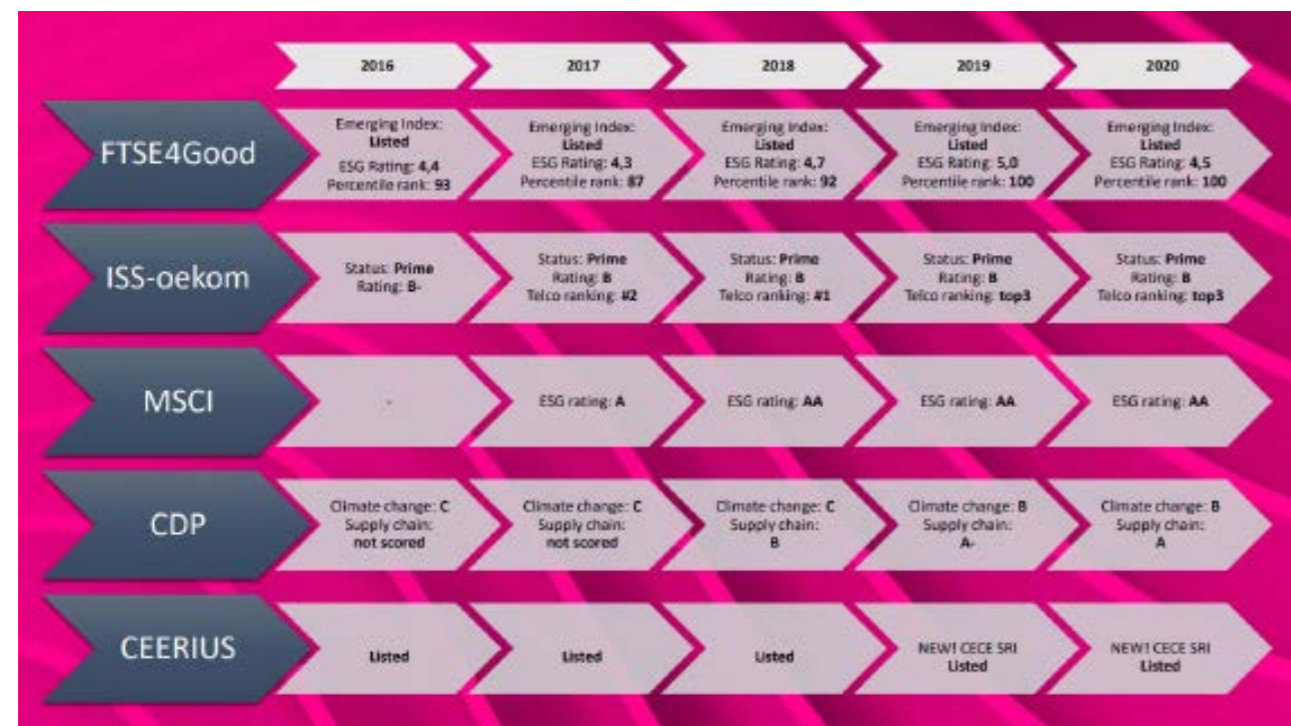 2016
2017
2018
2019
2020
FTSE4Good
Emerging Index:
Listed
ESG Rating: 4,4
Percentile rank: 93
Emerging Index:
Listed
ESG Rating: 4,3
Percentile rank: 87
Emerging Index:
Listed
ESG Rating: 4,7
Percentile rank: 92
Emerging Index:
Listed
ESG Rating: 5,0
Percentile rank: 100
Emerging Index:
Listed
ESG Rating: 4,5
Percentile rank: 100
ISS-oekom
Status: Prime
Rating: B-
Status: Prime
Rating: B
Telco ranking: #2
Status: Prime
Rating: B
Telco ranking: #1
Status: Prime
Rating: B
Telco ranking: top3
Status: Prime
Rating: B
Telco ranking: top3
MSCI
-
ESG rating: A
ESG rating: AA
ESG rating: AA
ESG rating: AA
CDP
Climate change: C
Supply chain:
not scored
Climate change: C
Supply chain:
not scored
Climate change: C
Supply chain:
B
Climate change: B
Supply chain:
A-
Climate change: B
Supply chain:
A
CEERIUS
Listed
Listed
Listed
NEW! CECE SRI
Listed
NEW! CECE SRI
Listed